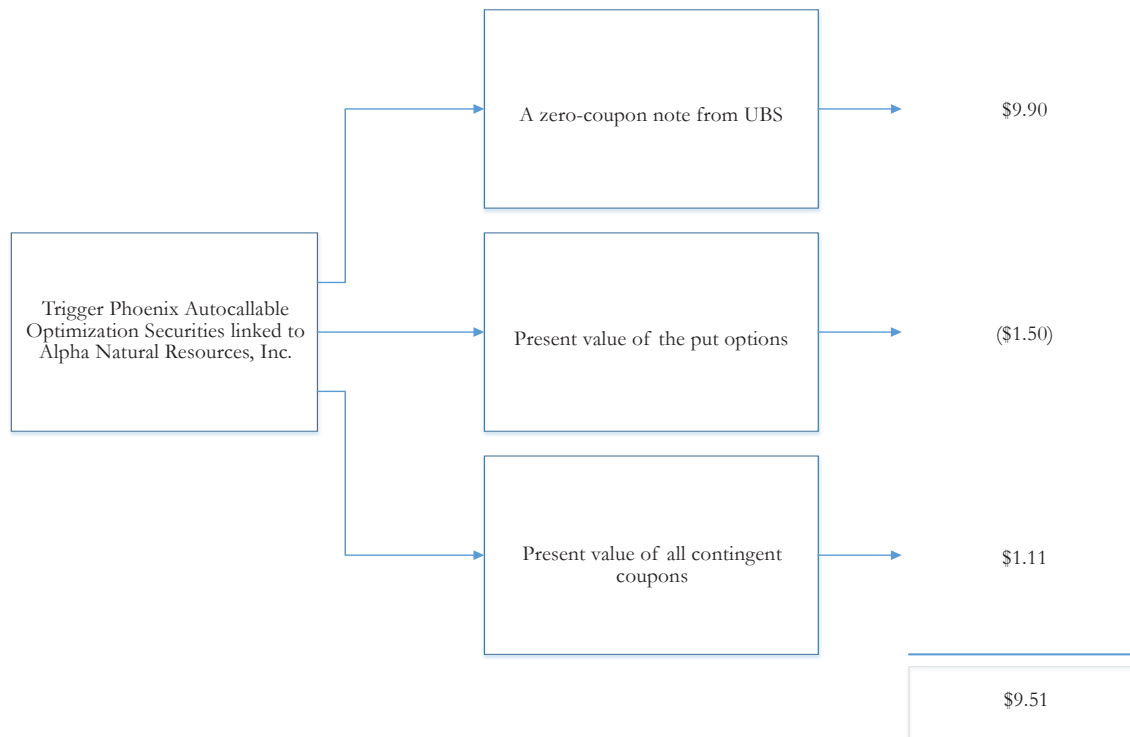 A zero-coupon note from UBS
$9.90
Trigger Phoenix Autocallable
Optimization Securities linked to
Alpha Natural Resources, Inc.
Present value of the put options
($1.50)
Present value of all contingent
coupons
$1.11
$9.51